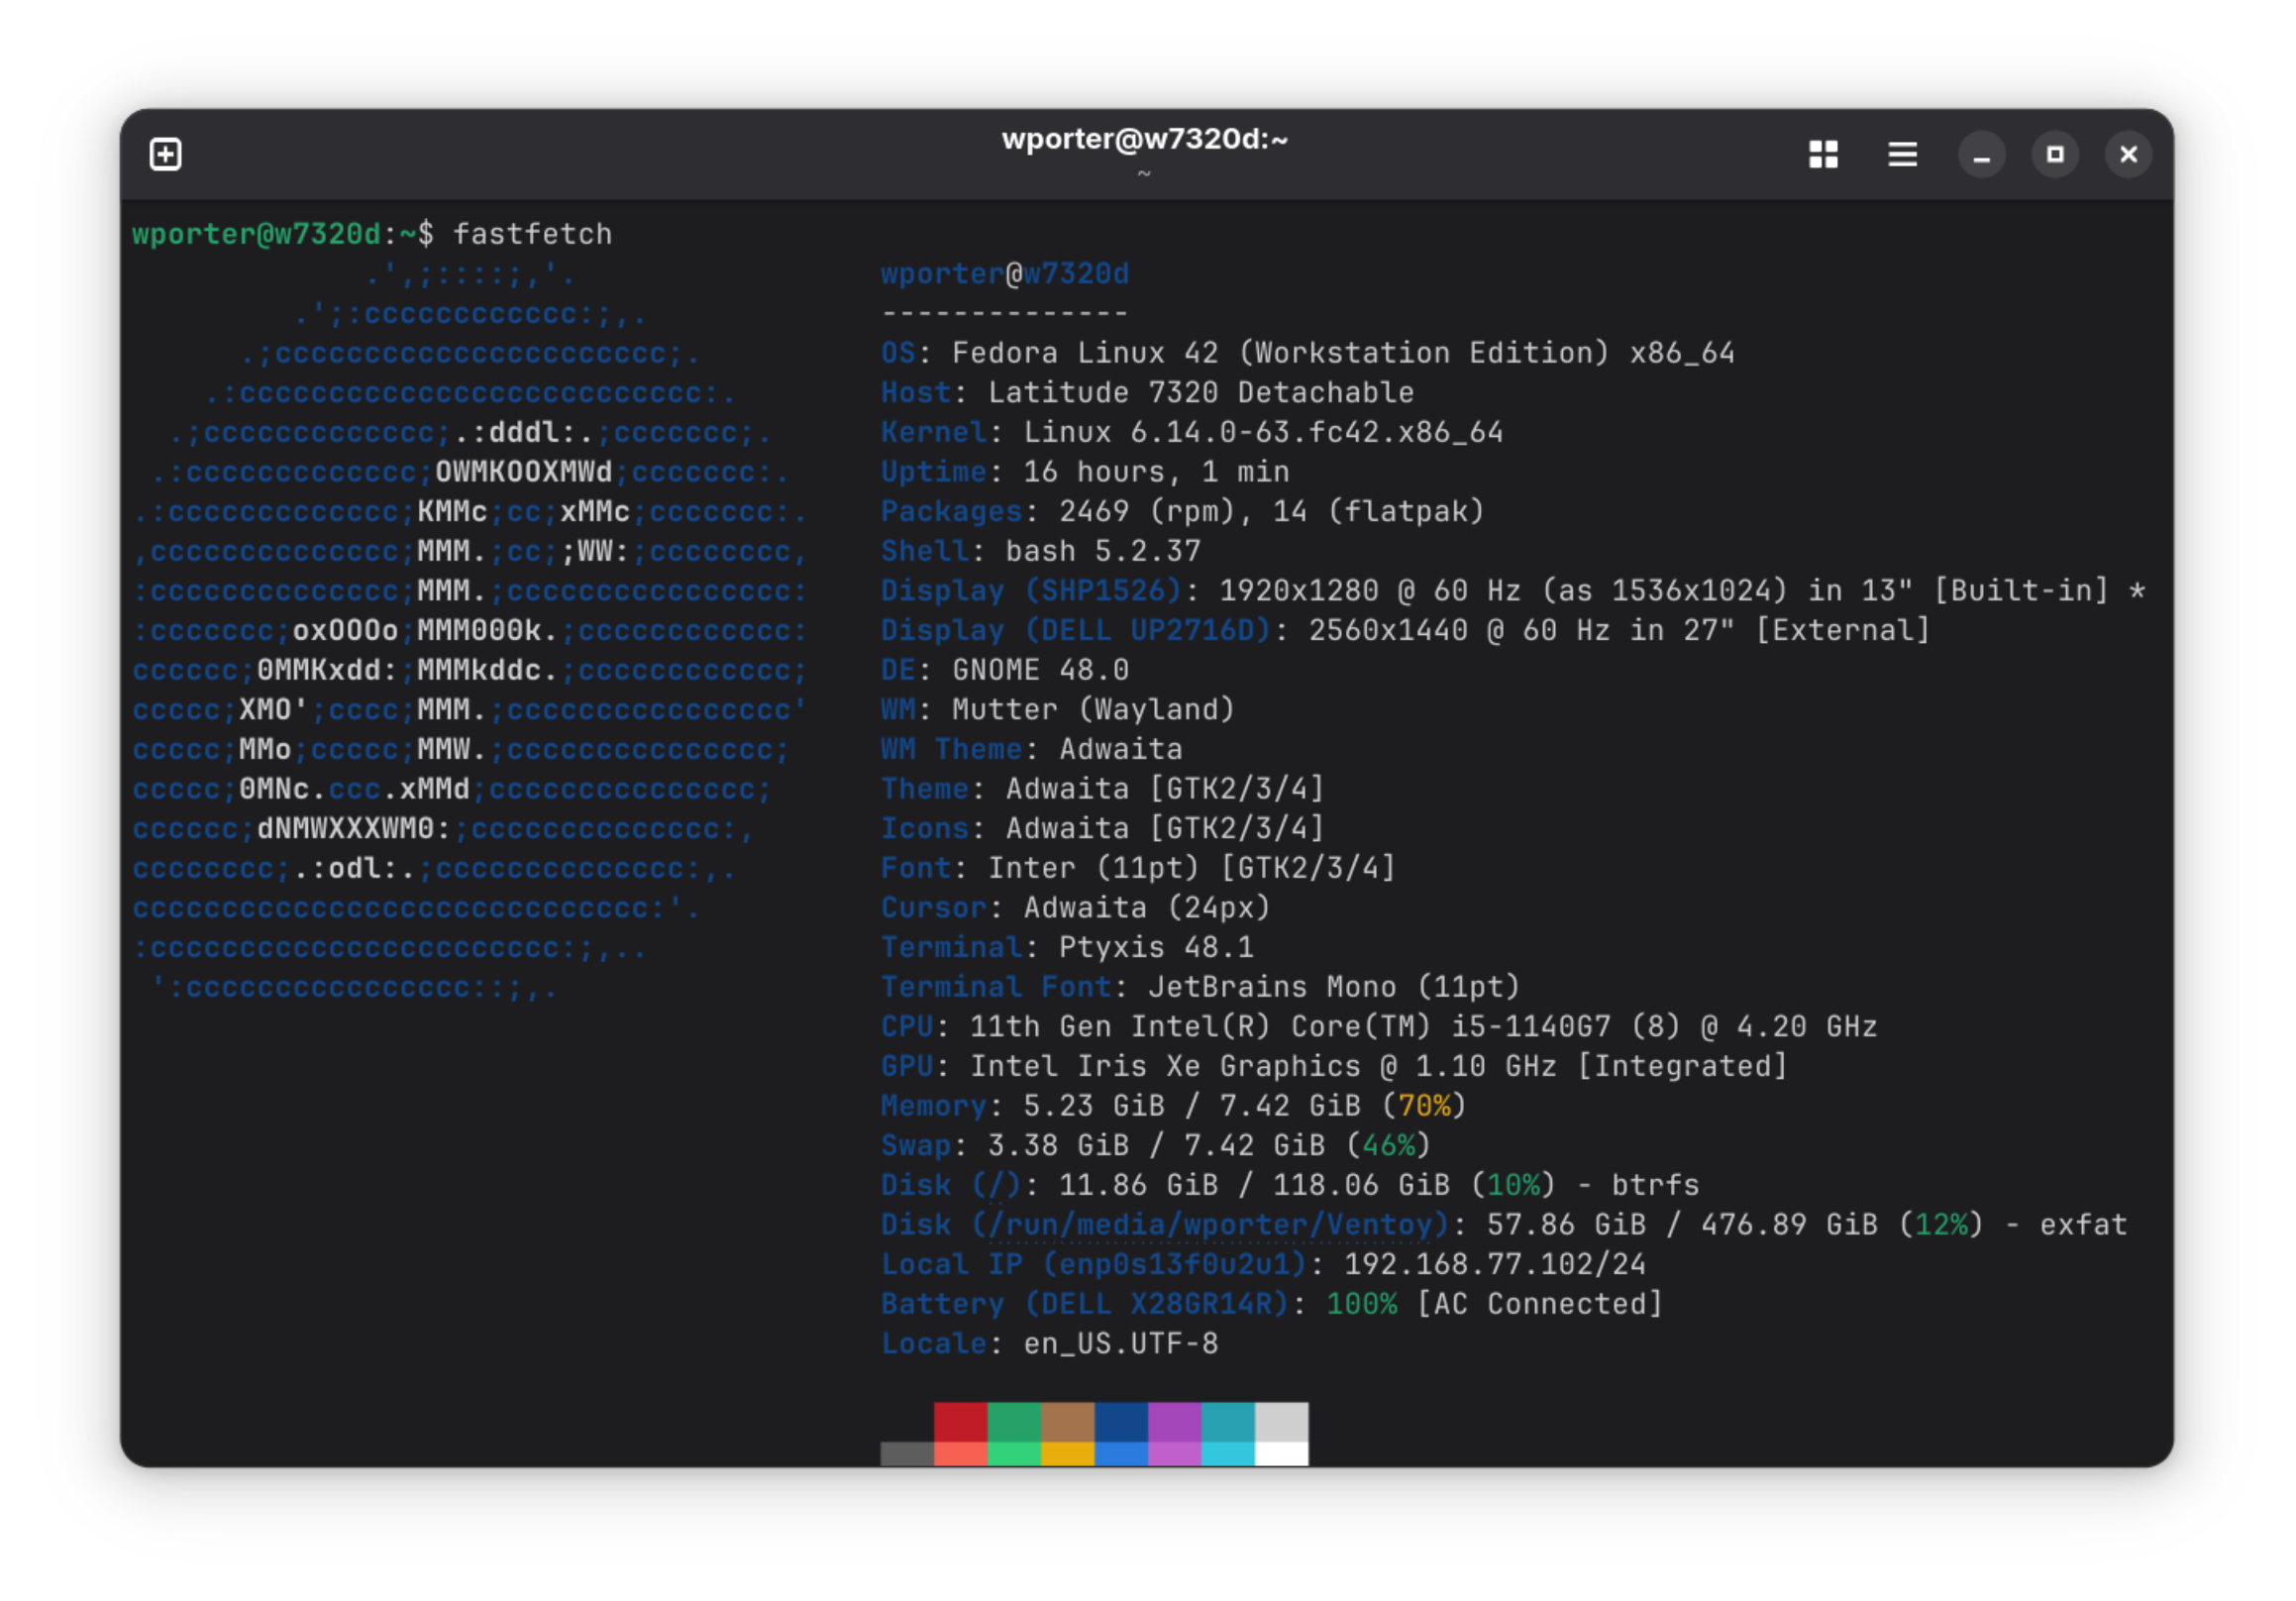 wporter@w7320d:~
~
wporter@w7320d:~$ fastfetch
             .',;::::;,'.                 wporter@w7320d
         .';:cccccccccccc:;,.             --------------
      .;cccccccccccccccccccccc;.          OS: Fedora Linux 42 (Workstation Edition) x86_64
    .:cccccccccccccccccccccccccc:.        Host: Latitude 7320 Detachable
  .;ccccccccccccc;.:dddl:.;ccccccc;.      Kernel: Linux 6.14.0-63.fc42.x86_64
 .:ccccccccccccc;OWMKOOXMWd;ccccccc:.     Uptime: 16 hours, 1 min
.:ccccccccccccc;KMMc;cc;xMMc;ccccccc:.    Packages: 2469 (rpm), 14 (flatpak)
,cccccccccccccc;MMM.;cc;;WW:;cccccccc,    Shell: bash 5.2.37
:cccccccccccccc;MMM.;cccccccccccccccc:    Display (SHP1526): 1920x1280 @ 60 Hz (as 1536x1024) in 13" [Built-in] *
:ccccccc;oxOOOo;MMM000k.;cccccccccccc:    Display (DELL UP2716D): 2560x1440 @ 60 Hz in 27" [External]
cccccc;0MMKxdd:;MMMkddc.;cccccccccccc;    DE: GNOME 48.0
ccccc;XMO';cccc;MMM.;cccccccccccccccc'    WM: Mutter (Wayland)
ccccc;MMo;ccccc;MMW.;ccccccccccccccc;     WM Theme: Adwaita
ccccc;0MNc.ccc.xMMd;ccccccccccccccc;      Theme: Adwaita [GTK2/3/4]
cccccc;dNMWXXXWM0:;cccccccccccccc:,       Icons: Adwaita [GTK2/3/4]
cccccccc;.:odl:.;cccccccccccccc:,.        Font: Inter (11pt) [GTK2/3/4]
ccccccccccccccccccccccccccccc:'.          Cursor: Adwaita (24px)
:ccccccccccccccccccccccc:;,..             Terminal: Ptyxis 48.1
 ':cccccccccccccccc::;,.                  Terminal Font: JetBrains Mono (11pt)
CPU: 11th Gen Intel(R) Core(TM) i5-1140G7 (8) @ 4.20 GHz
GPU: Intel Iris Xe Graphics @ 1.10 GHz [Integrated]
Memory: 5.23 GiB / 7.42 GiB (70%)
Swap: 3.38 GiB / 7.42 GiB (46%)
Disk (/): 11.86 GiB / 118.06 GiB (10%) - btrfs
Disk (/run/media/wporter/Ventoy): 57.86 GiB / 476.89 GiB (12%) - exfat
Local IP (enp0s13f0u2u1): 192.168.77.102/24
Battery (DELL X28GR14R): 100% [AC Connected]
Locale: en_US.UTF-8